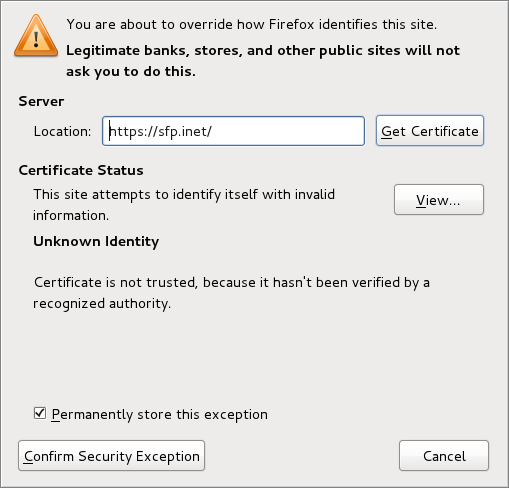 You are about to override how Firefox identifies this site.
Legitimate banks, stores, and other public sites will not
ask you to do this.
Server
Location: https://sfp.inet/ Get Certificate
Certificate Status
This site attempts to identify itself with invalid
information.
View...
Unknown Identity
Certificate is not trusted, because it hasn't been verified by a
recognized authority.
Permanently store this exception
Confirm Security Exception Cancel